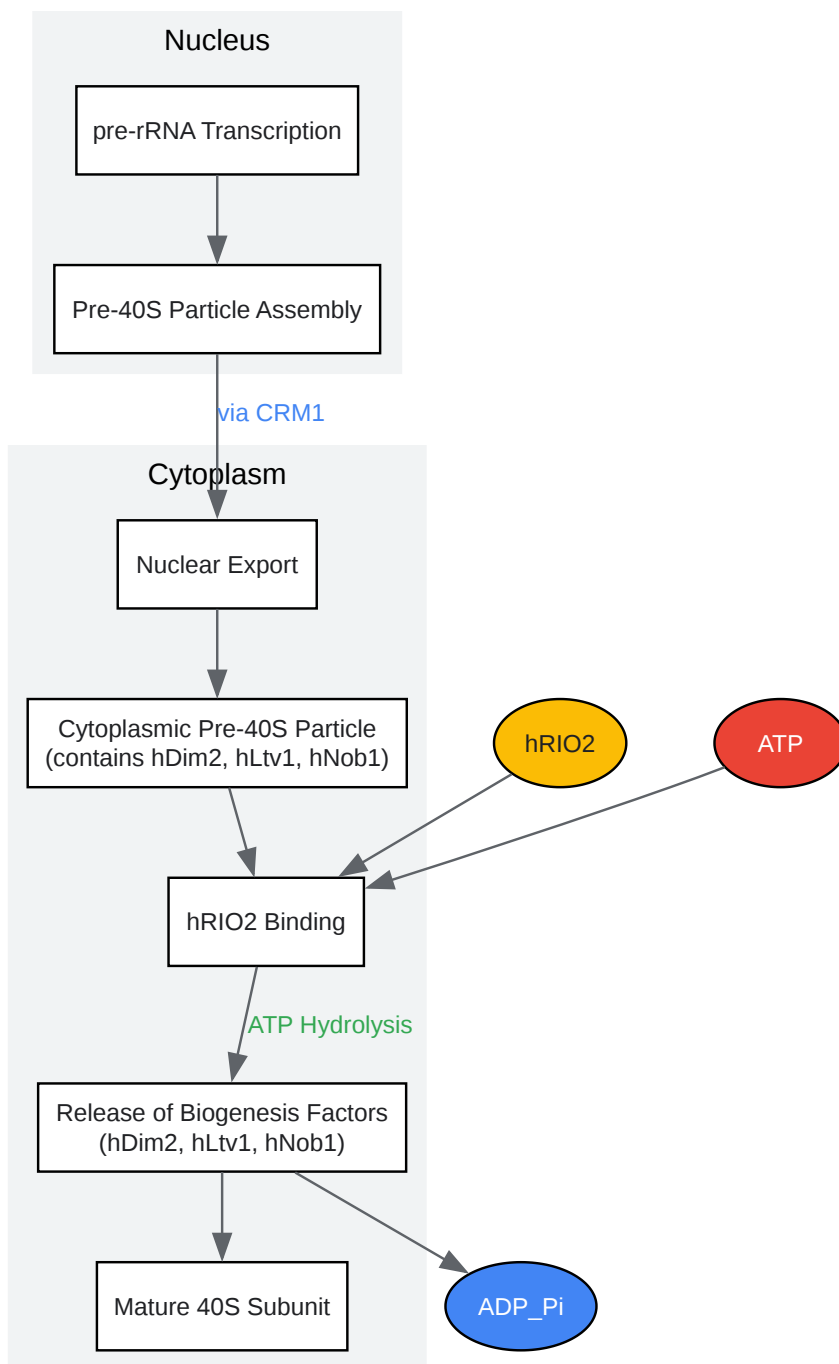 Nucleus
pre-rRNA Transcription
Pre-40S Particle Assembly
via CRM1
Cytoplasm
Nuclear Export
Cytoplasmic Pre-40S Particle
(contains hDim2, hLtv1, hNob1)
hRIO2
ATP
hRIO2 Binding
ATP Hydrolysis
Release of Biogenesis Factors
(hDim2, hLtv1, hNob1)
Mature 40S Subunit
ADP_Pi